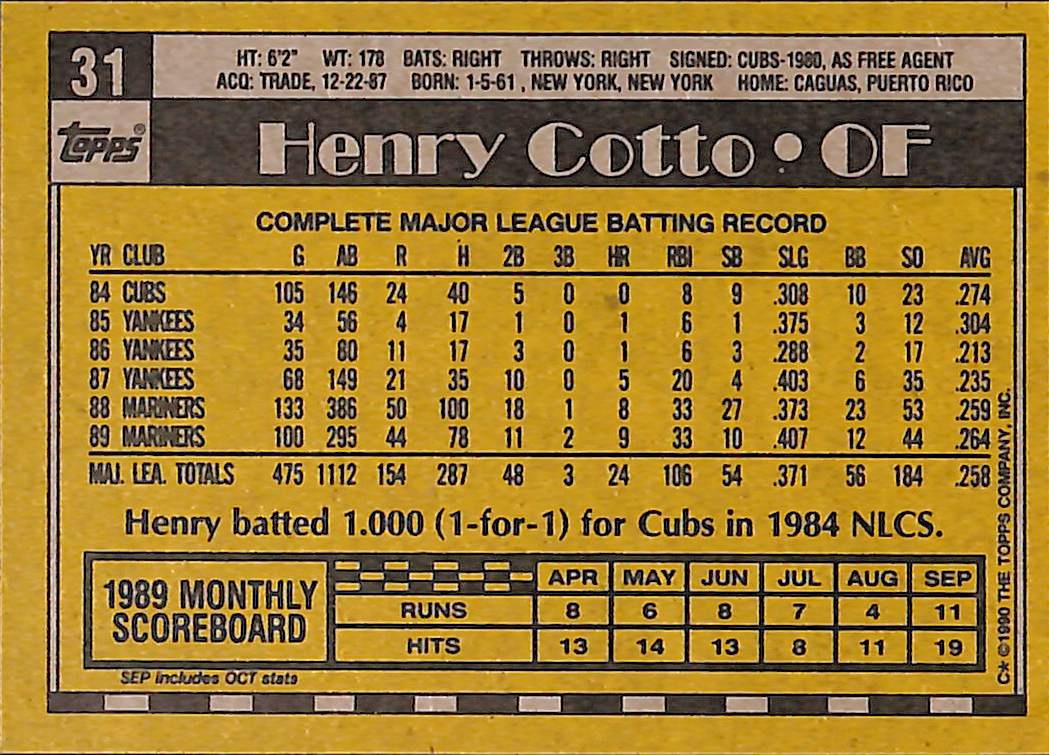 31
HT: 6'2" WT: 178 BATS: RIGHT THROWS: RIGHT SIGNED: CUBS-1980, AS FREE AGENT
ACQ: TRADE, 12-22-87 BORN: 1-5-61 , NEW YORK, NEW YORK HOME: CAGUAS, PUERTO RICO
topps®
Henry Cotto • OF
COMPLETE MAJOR LEAGUE BATTING RECORD
YR CLUB G AB R H 2B 3B HR RBI SB SLG BB SO AVG
84 CUBS 105 146 24 40 5 0 0 8 9 .308 10 23 .274
85 YANKEES 34 56 4 17 1 0 1 6 1 .375 3 12 .304
86 YANKEES 35 80 11 17 3 0 1 6 3 .288 2 17 .213
87 YANKEES 68 149 21 35 10 0 5 20 4 .403 6 35 .235
88 MARINERS 133 386 50 100 18 1 8 33 27 .373 23 53 .259
89 MARINERS 100 295 44 78 11 2 9 33 10 .407 12 44 .264
MAJ. LEA. TOTALS 475 1112 154 287 48 3 24 106 54 .371 56 184 .258
Henry batted 1.000 (1-for-1) for Cubs in 1984 NLCS.
1989 MONTHLY
SCOREBOARD
APR MAY JUN JUL AUG SEP
RUNS 8 6 8 7 4 11
HITS 13 14 13 8 11 19
SEP includes OCT stats
C* ©1990 THE TOPPS COMPANY, INC.